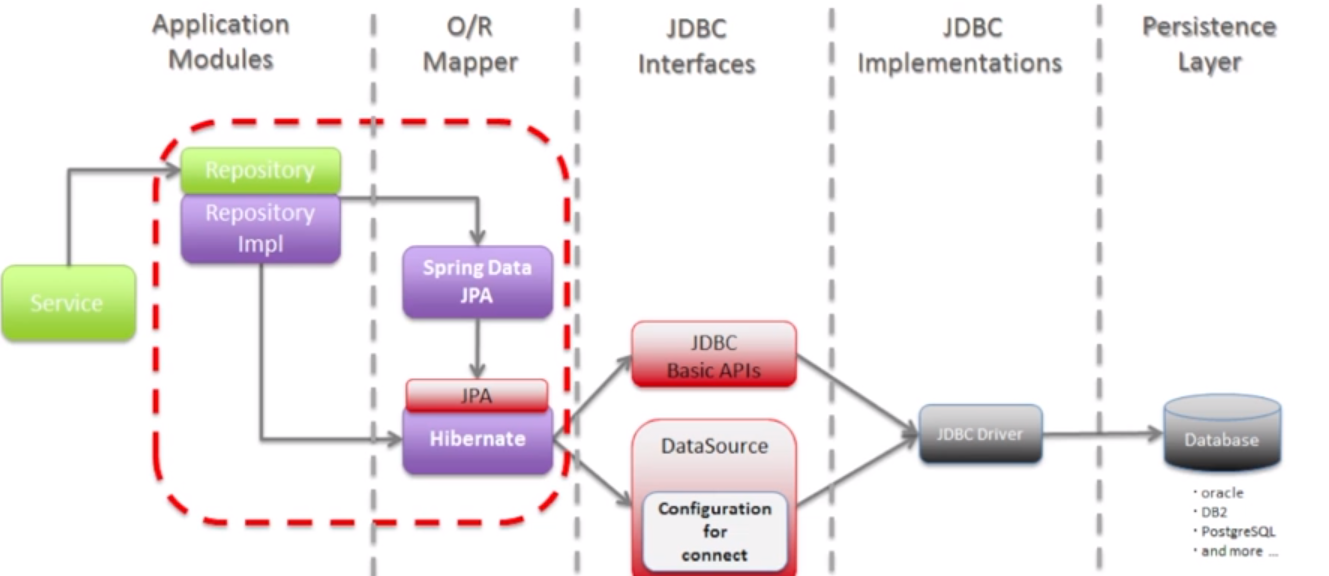 Application
Modules
O/R
Mapper
JDBC
Interfaces
JDBC
Implementations
Persistence
Layer
Repository
Repository
Impl
Service
Spring Data
JPA
JPA
Hibernate
JDBC
Basic APIs
DataSource
Configuration
for
connect
JDBC Driver
Database
· oracle
· DB2
· PostgreSQL
· and more ...